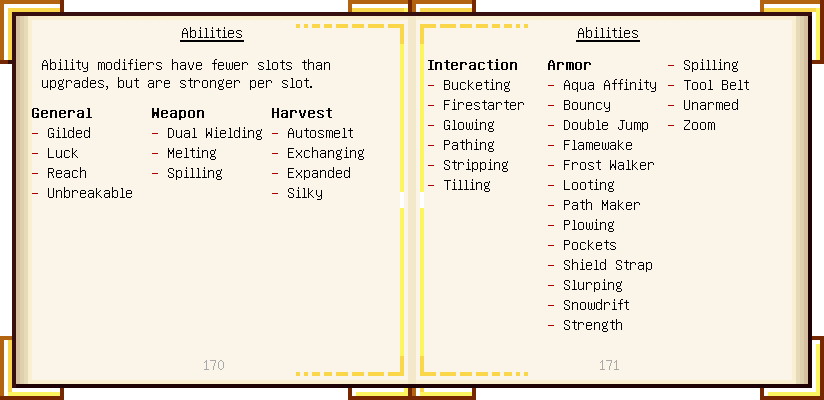 Abilities
Ability modifiers have fewer slots than
upgrades, but are stronger per slot.
General
- Gilded
- Luck
- Reach
- Unbreakable
Weapon
- Dual Wielding
- Melting
- Spilling
Harvest
- Autosmelt
- Exchanging
- Expanded
- Silky
170
Abilities
Interaction
- Bucketing
- Firestarter
- Glowing
- Pathing
- Stripping
- Tilling
Armor
- Aqua Affinity
- Bouncy
- Double Jump
- Flamewake
- Frost Walker
- Looting
- Path Maker
- Plowing
- Pockets
- Shield Strap
- Slurping
- Snowdrift
- Strength
- Spilling
- Tool Belt
- Unarmed
- Zoom
171